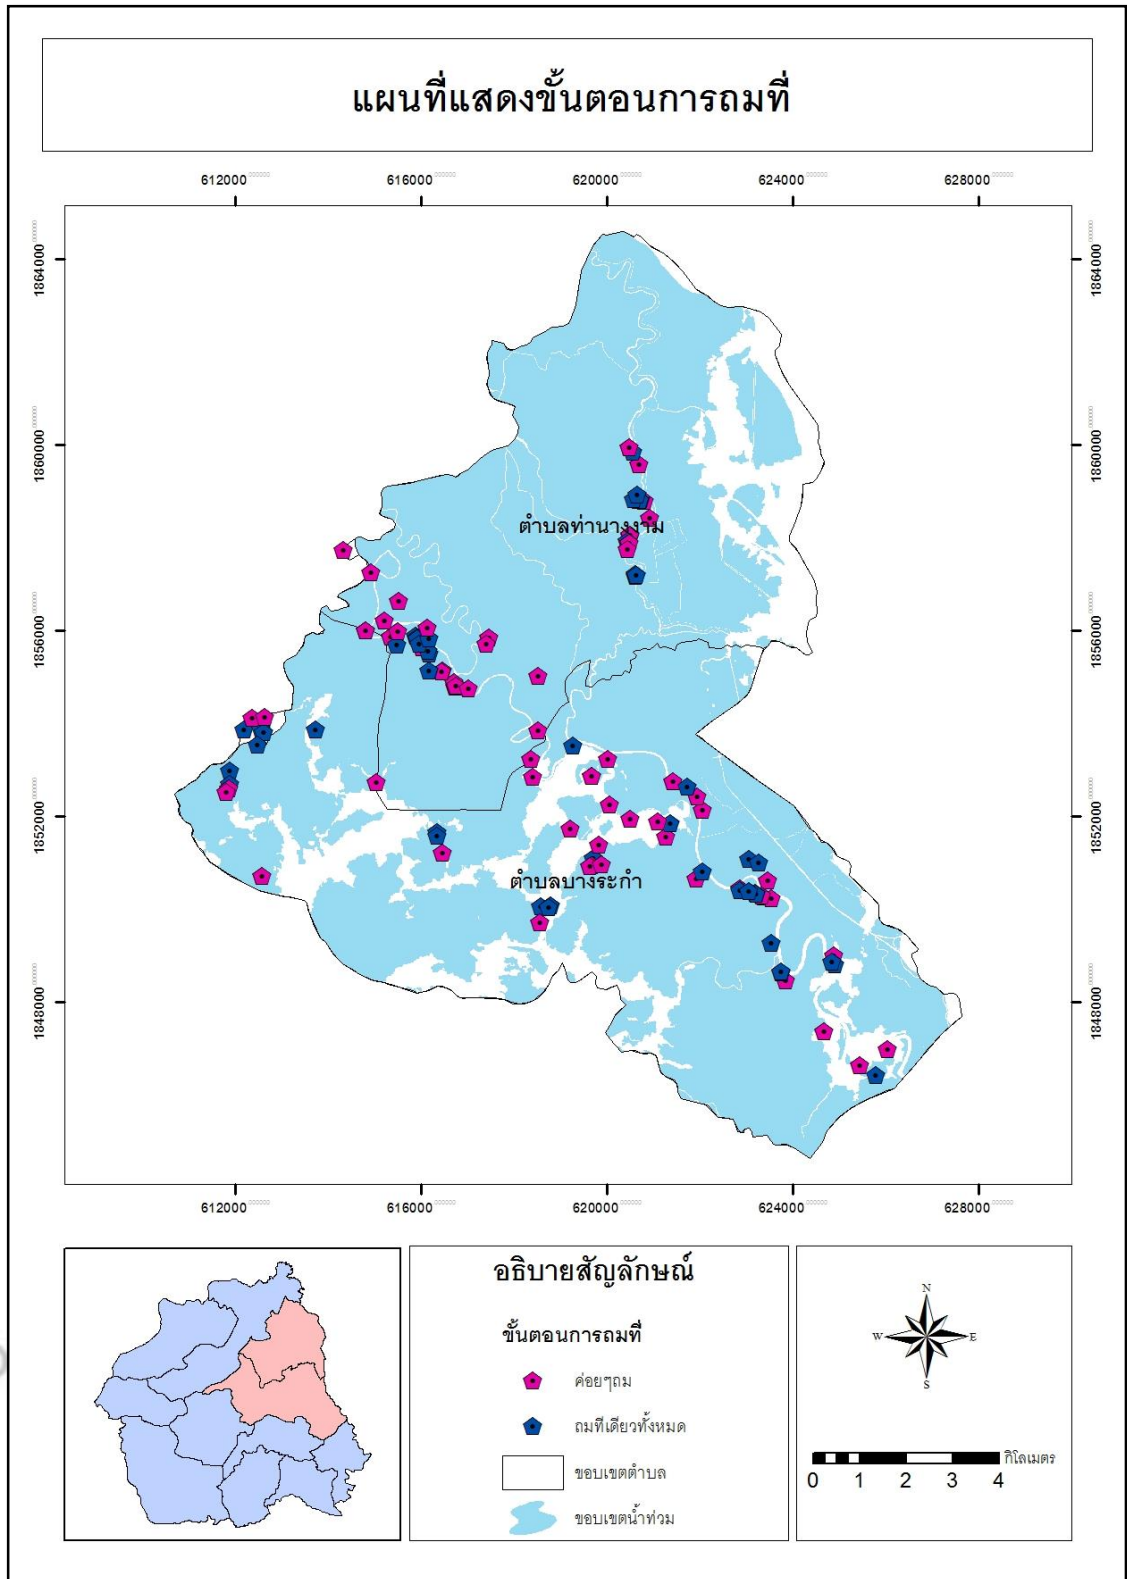 แผนที่แสดงขั้นตอนการถมที่
612000 616000 620000 624000 628000
1864000 1864000
1860000 1860000
ตำบลท่านางงาม
1856000 1856000
1852000 1852000
ตำบลบางระกำ
1848000 1848000
612000 616000 620000 624000 628000
อธิบายสัญลักษณ์
ขั้นตอนการถมที่
ค่อยๆถม
ถมทีเดียวทั้งหมด
ขอบเขตตำบล
ขอบเขตน้ำท่วม
N
W E
S
กิโลเมตร
0 1 2 3 4